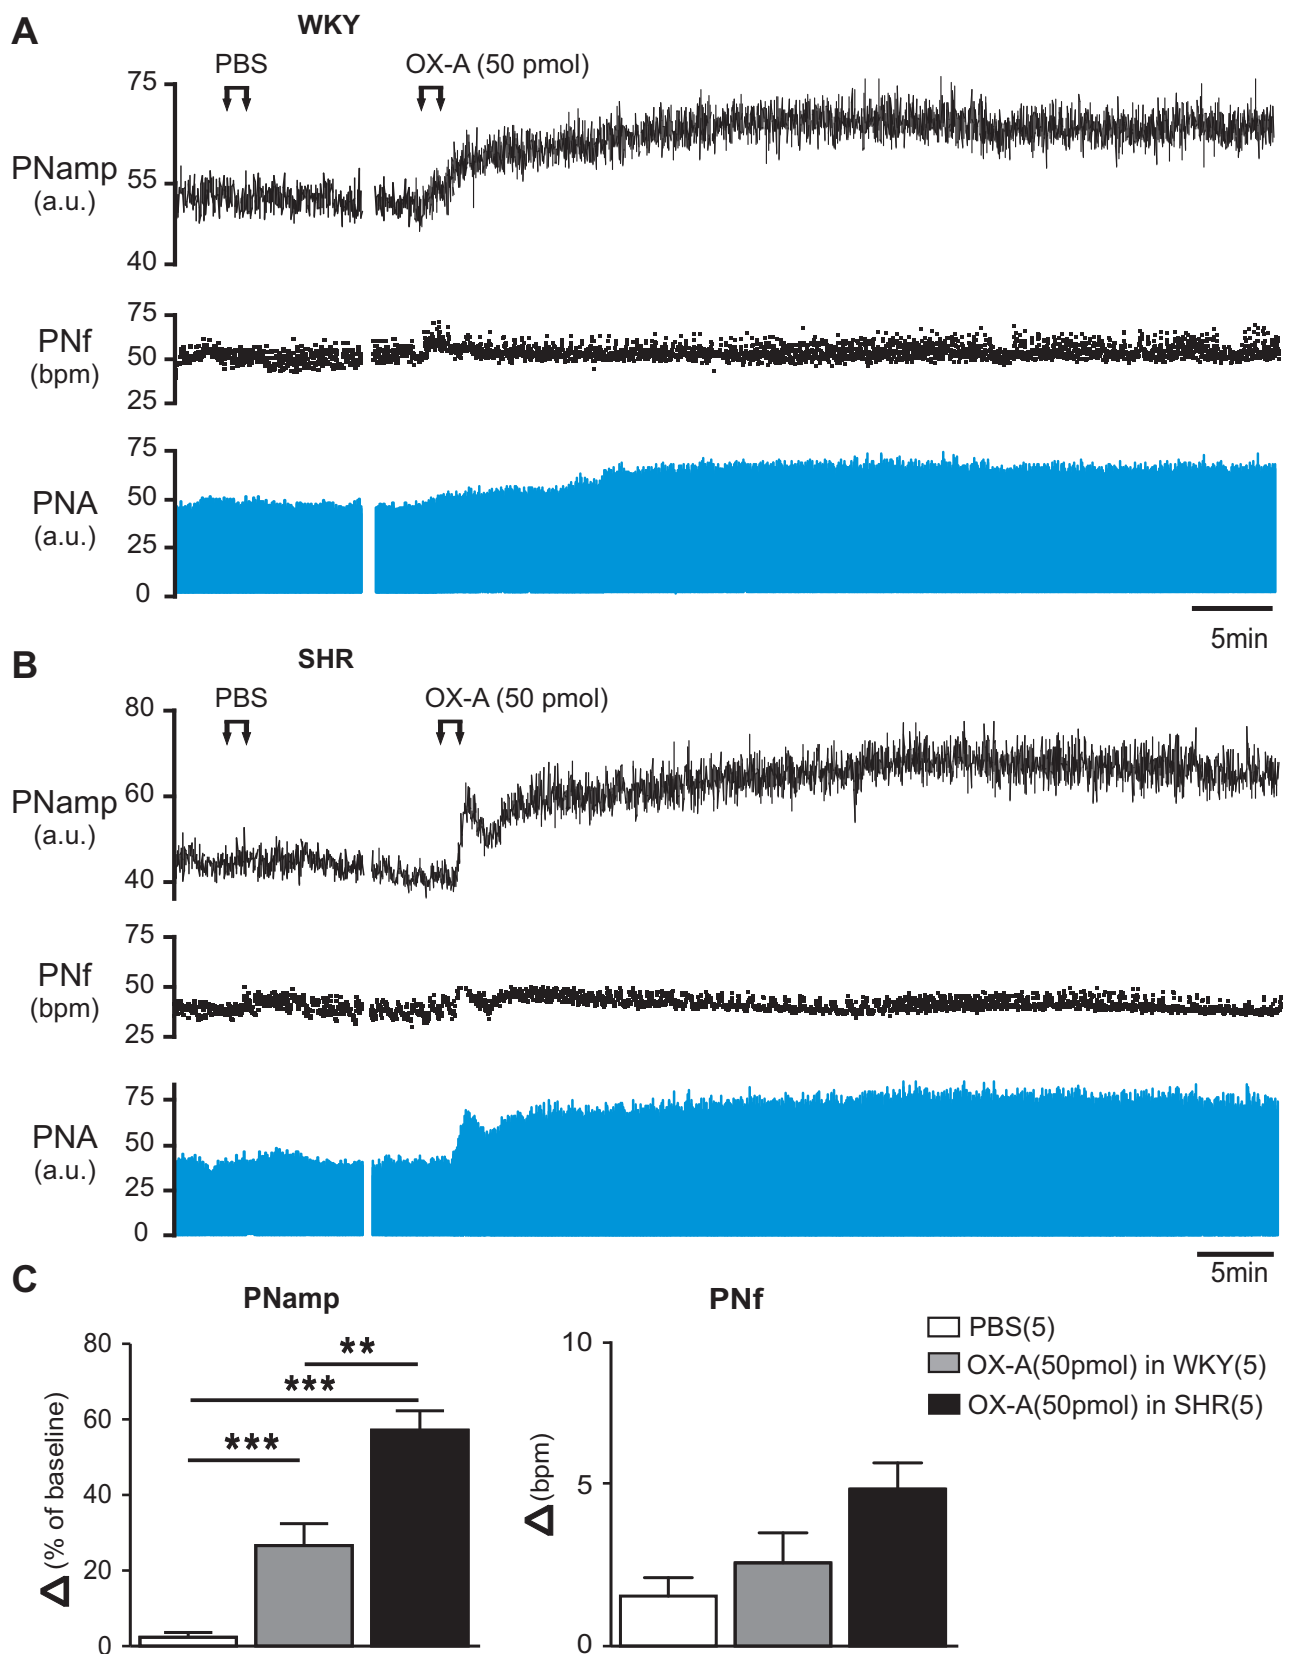 A
WKY
PBS
OX-A (50 pmol)
75
PNamp
(a.u.)
55
40
75
PNf
(bpm)
50
25
75
PNA
(a.u.)
50
25
0
5min
B
SHR
PBS
OX-A (50 pmol)
80
PNamp
(a.u.)
60
40
75
PNf
(bpm)
50
25
75
PNA
(a.u.)
50
25
0
5min
C
PNamp
80
60
40
20
0
Δ (% of baseline)
**
***
***
PNf
10
5
0
Δ (bpm)
PBS(5)
OX-A(50pmol) in WKY(5)
OX-A(50pmol) in SHR(5)